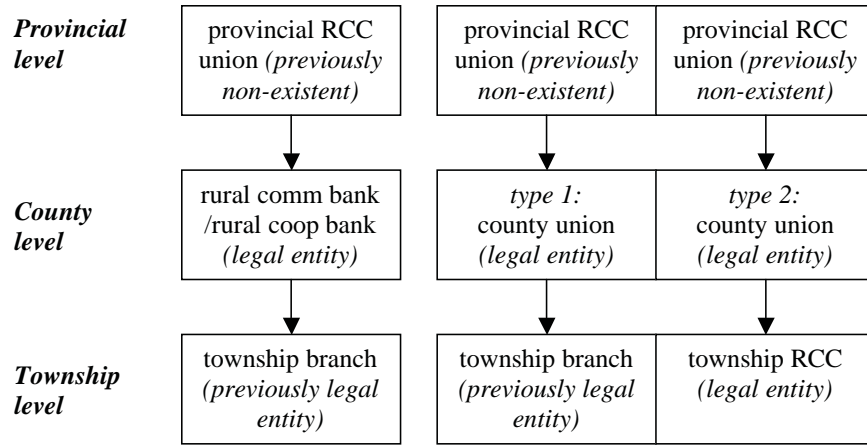 Provincial
level
provincial RCC
union (previously
non-existent)
provincial RCC
union (previously
non-existent)
provincial RCC
union (previously
non-existent)
County
level
rural comm bank
/rural coop bank
(legal entity)
type 1:
county union
(legal entity)
type 2:
county union
(legal entity)
Township
level
township branch
(previously legal
entity)
township branch
(previously legal
entity)
township RCC
(legal entity)